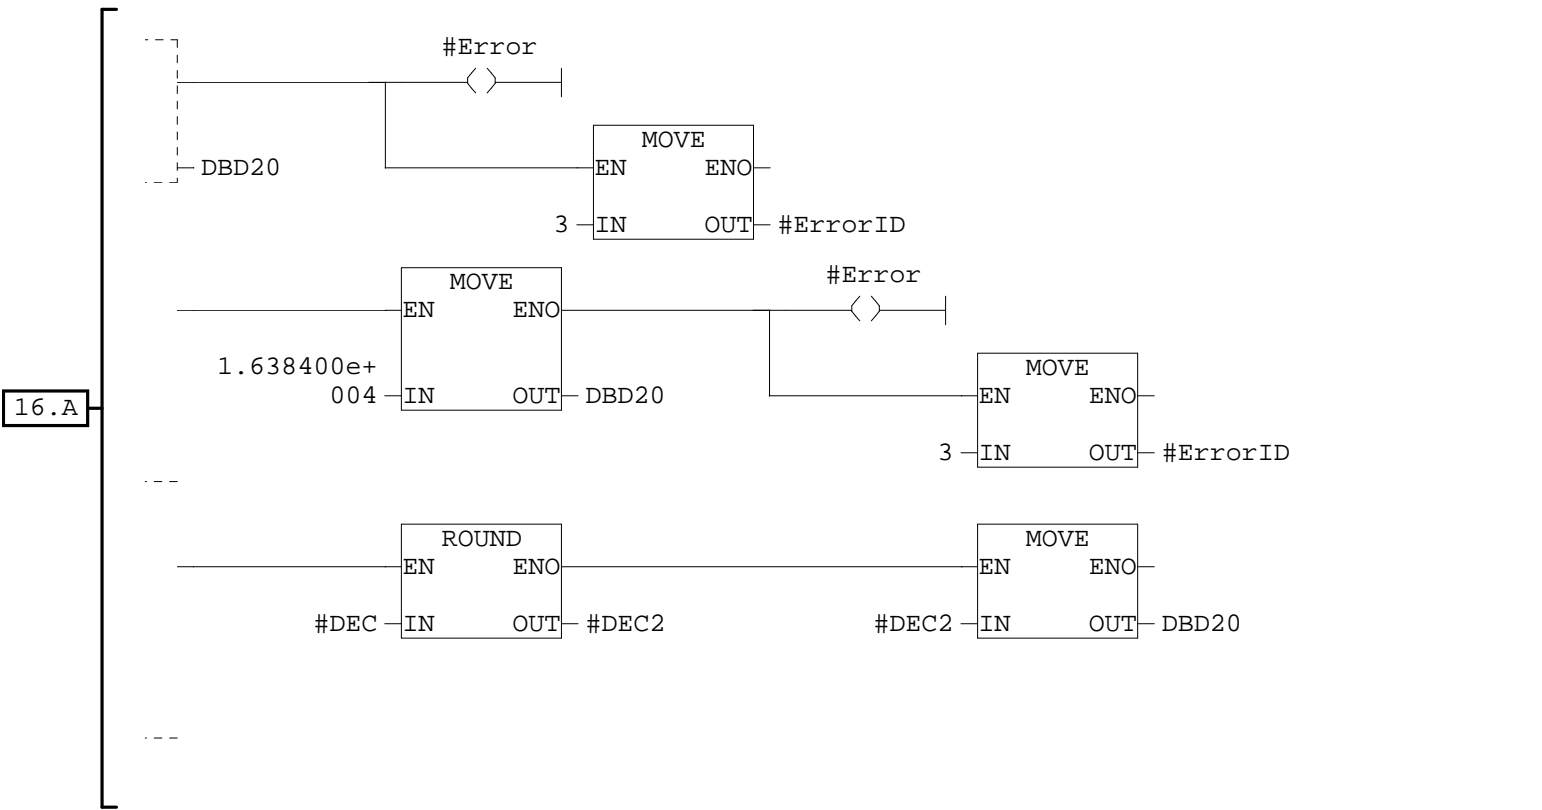 #Error
MOVE
DBD20
EN ENO
3 IN OUT #ErrorID
#Error
MOVE
EN ENO
1.638400e+
MOVE
16.A
004 IN OUT DBD20
EN ENO
3 IN OUT #ErrorID
ROUND MOVE
EN ENO EN ENO
#DEC IN OUT #DEC2 #DEC2 IN OUT DBD20